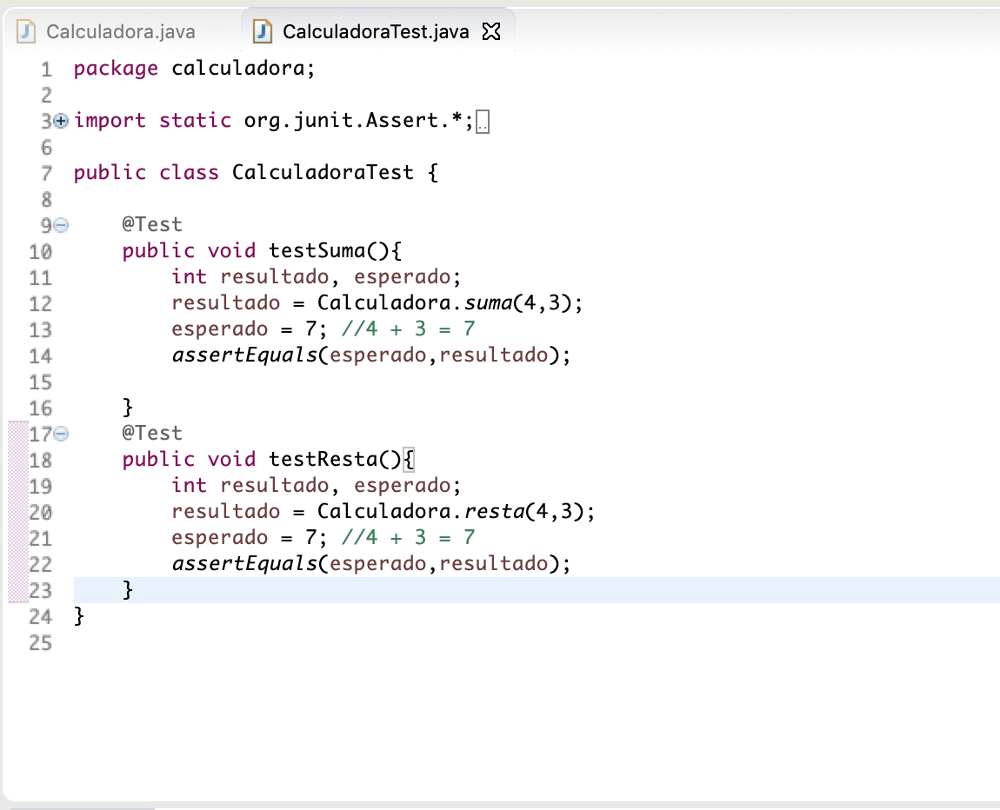 Calculadora.java CalculadoraTest.java
1 package calculadora;
2
3 import static org.junit.Assert.*;
6
7 public class CalculadoraTest {
8
9 @Test
10 public void testSuma(){
11 int resultado, esperado;
12 resultado = Calculadora.suma(4,3);
13 esperado = 7; //4 + 3 = 7
14 assertEquals(esperado,resultado);
15
16 }
17 @Test
18 public void testResta(){
19 int resultado, esperado;
20 resultado = Calculadora.resta(4,3);
21 esperado = 7; //4 + 3 = 7
22 assertEquals(esperado,resultado);
23 }
24 }
25